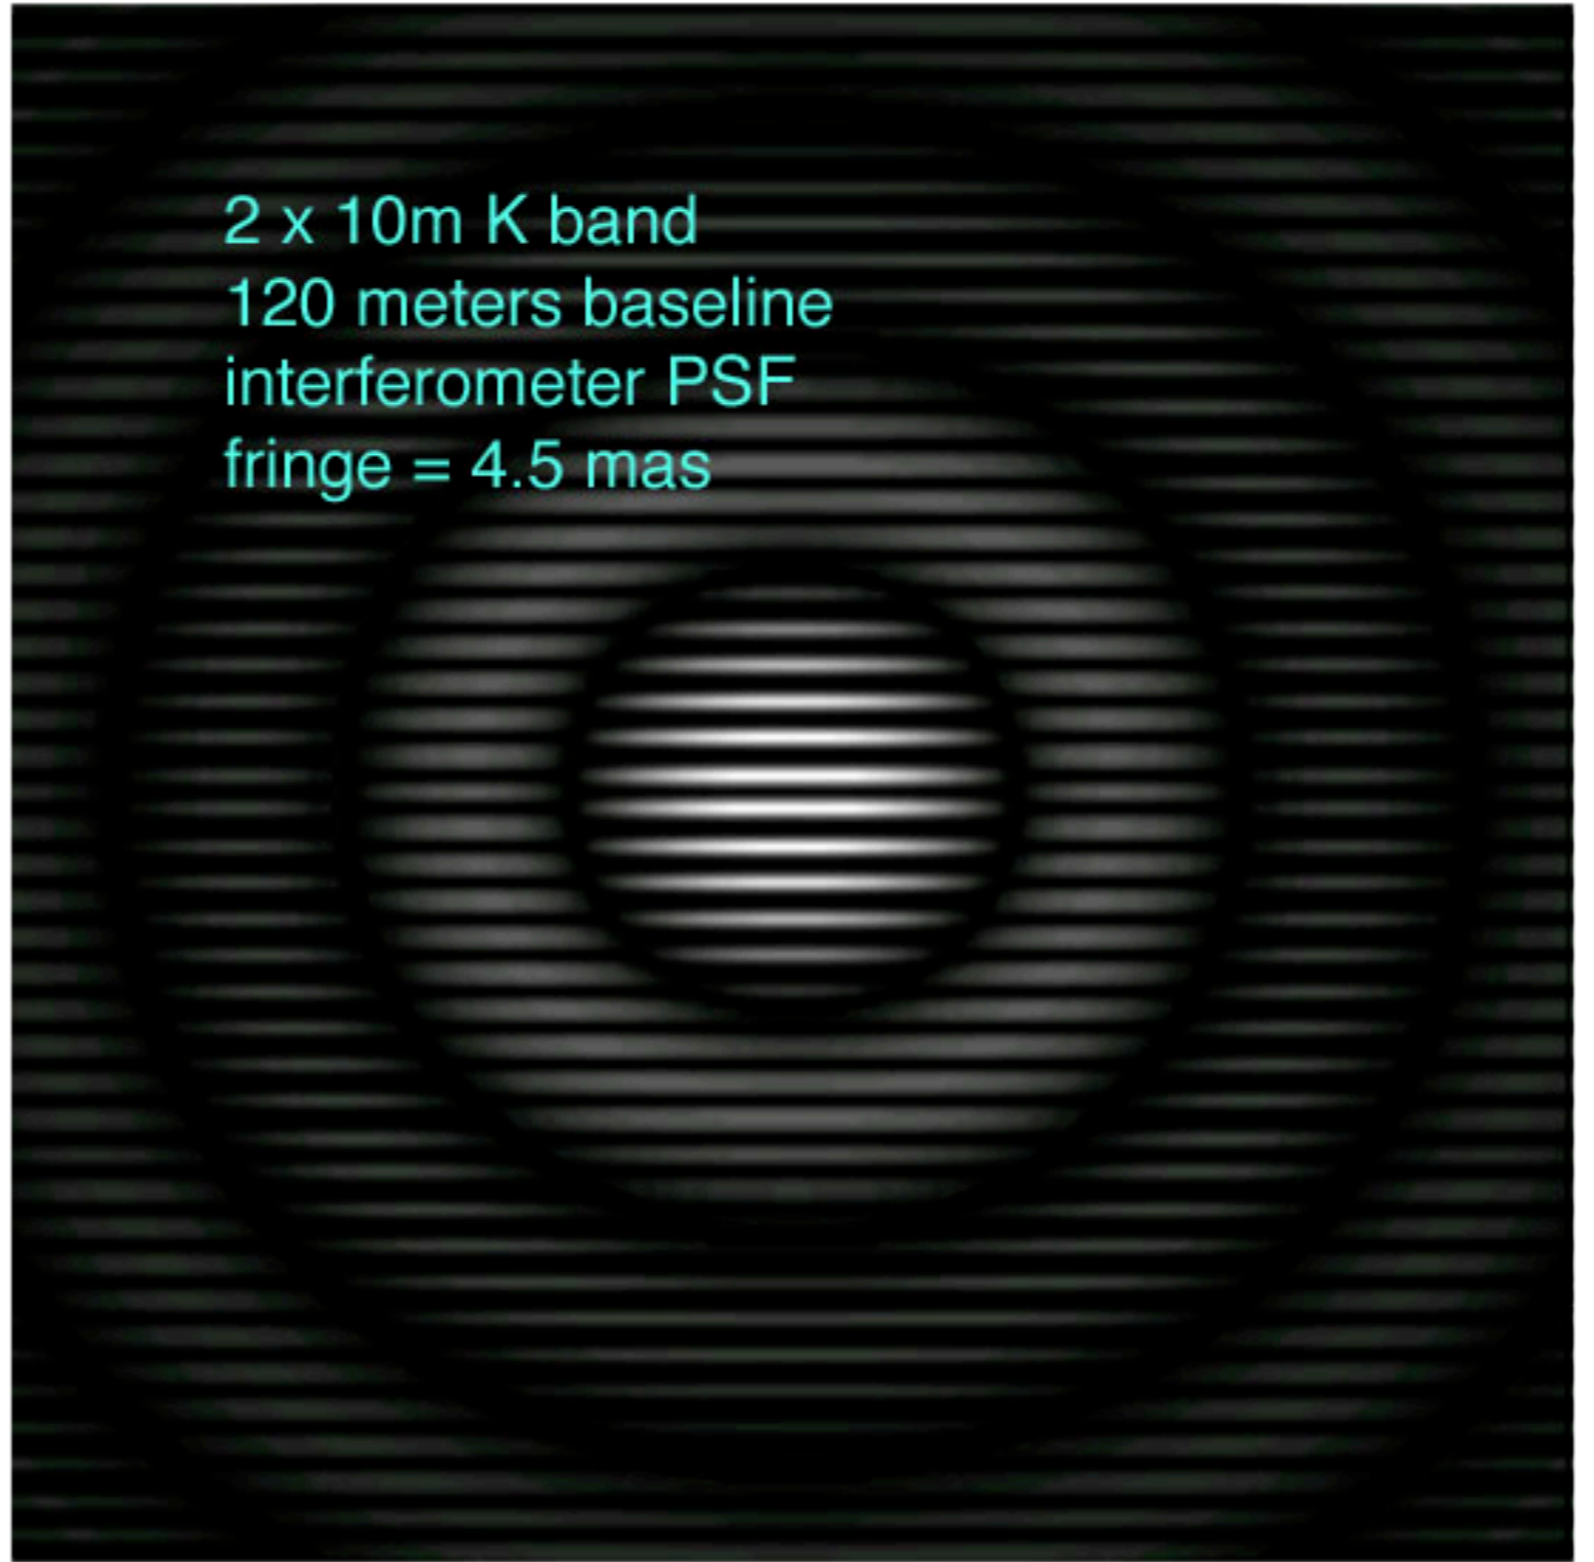 2 x 10m K band
120 meters baseline
interferometer PSF
fringe = 4.5 mas